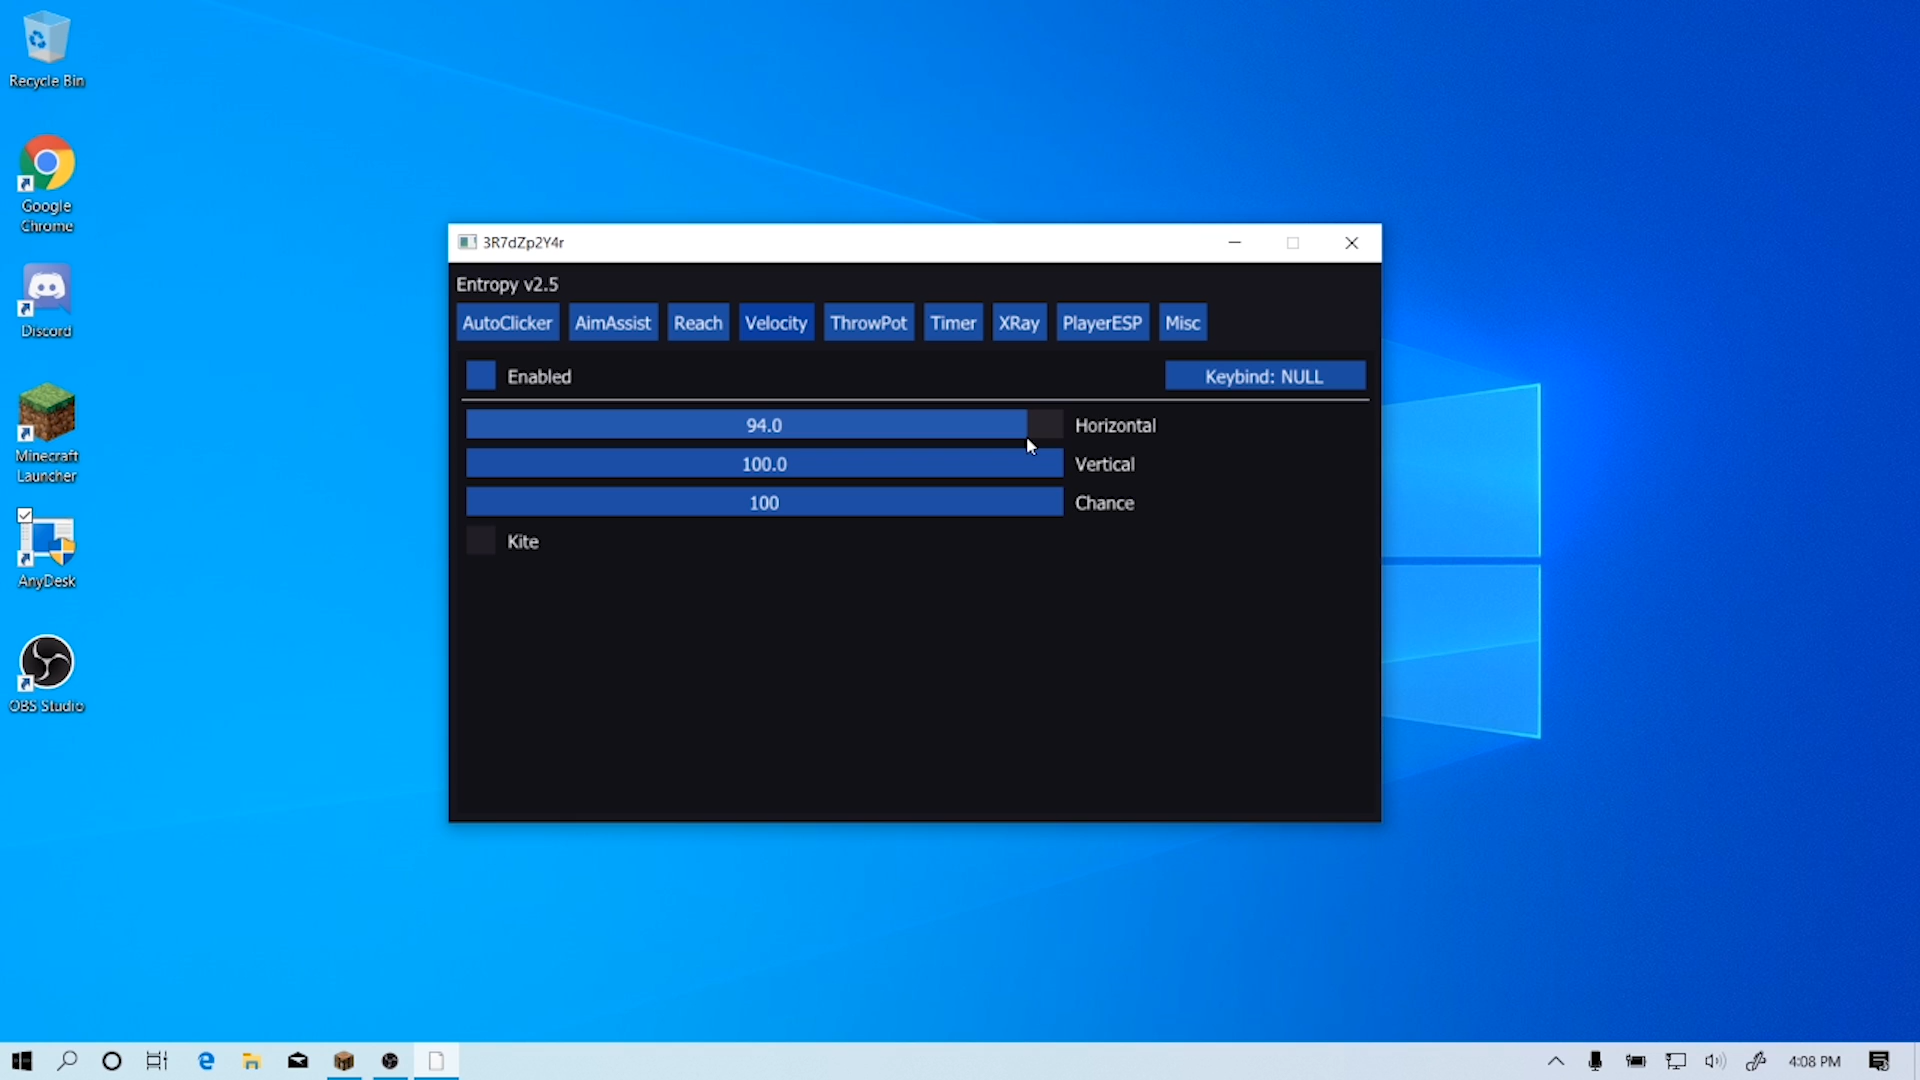 Recycle Bin
Google
Chrome
Discord
Minecraft
Launcher
AnyDesk
OBS Studio
3R7dZp2Y4r
Entropy v2.5
AutoClicker AimAssist Reach Velocity ThrowPot Timer XRay PlayerESP Misc
Enabled Keybind: NULL
94.0 Horizontal
100.0 Vertical
100 Chance
Kite
4:08 PM